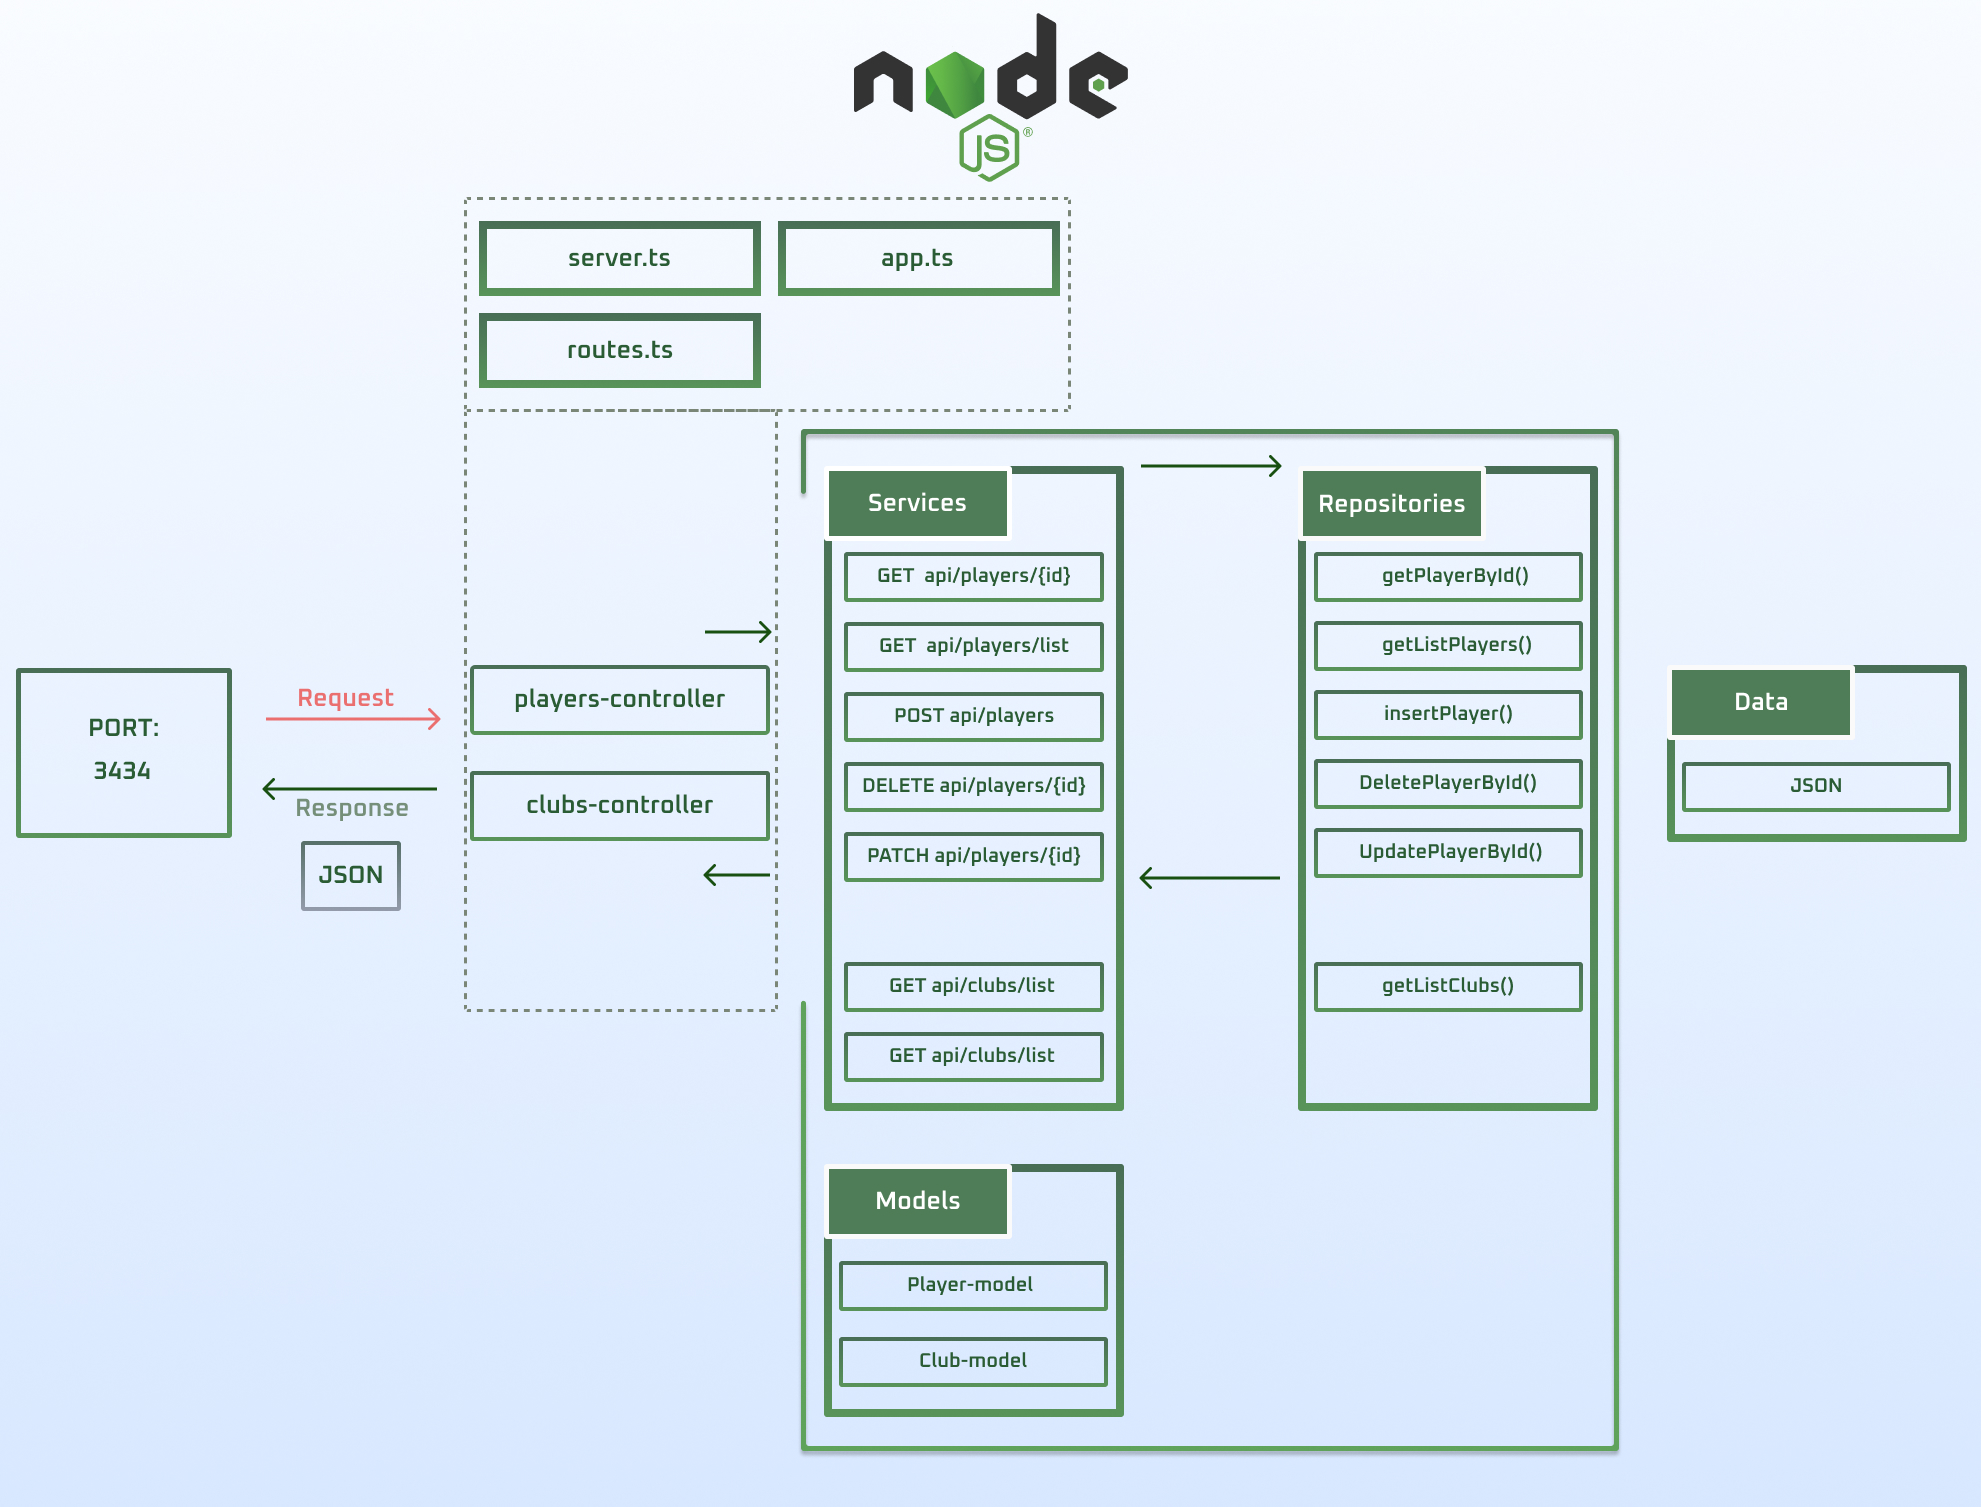 node
JS®
server.ts
app.ts
routes.ts
PORT:
3434
Request
Response
JSON
players-controller
clubs-controller
Services
GET  api/players/{id}
GET  api/players/list
POST api/players
DELETE api/players/{id}
PATCH api/players/{id}
GET api/clubs/list
GET api/clubs/list
Repositories
getPlayerById()
getListPlayers()
insertPlayer()
DeletePlayerById()
UpdatePlayerById()
getListClubs()
Data
JSON
Models
Player-model
Club-model